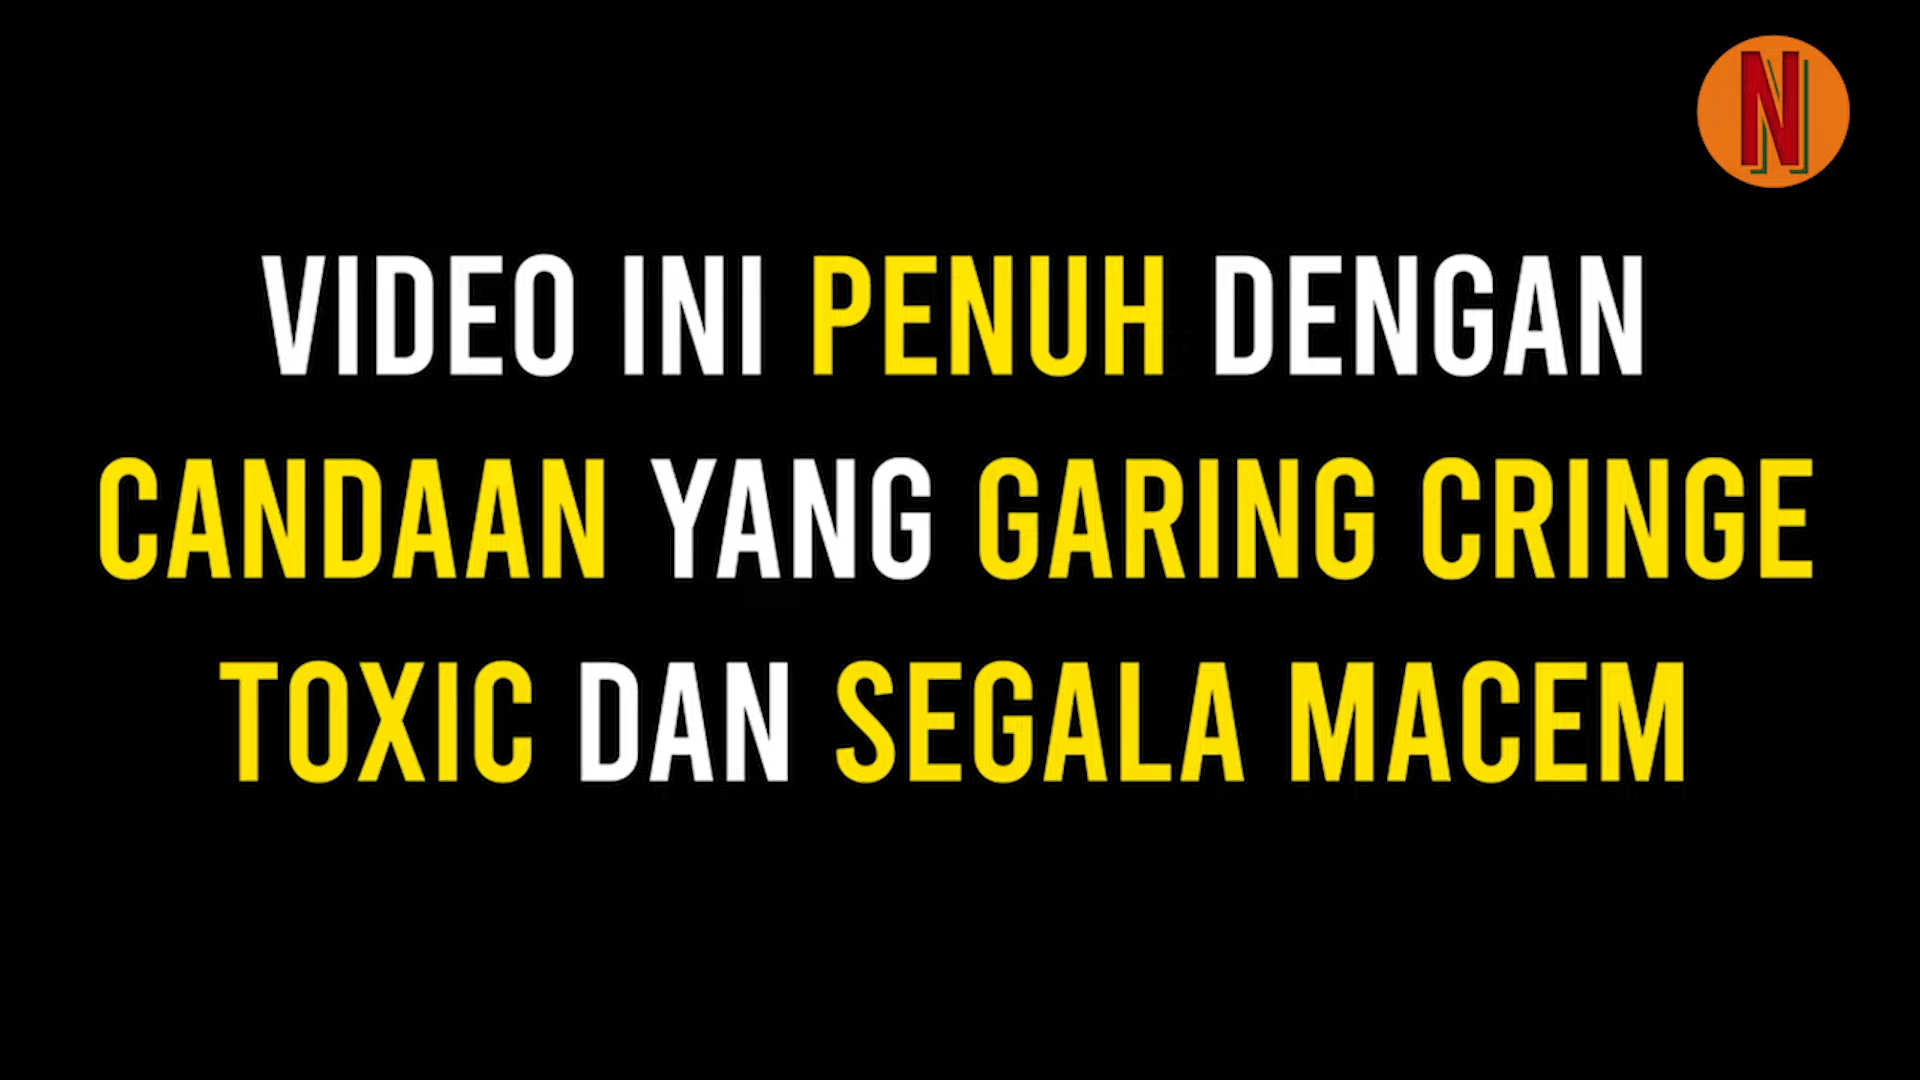 N
VIDEO INI PENUH DENGAN
CANDAAN YANG GARING CRINGE
TOXIC DAN SEGALA MACEM